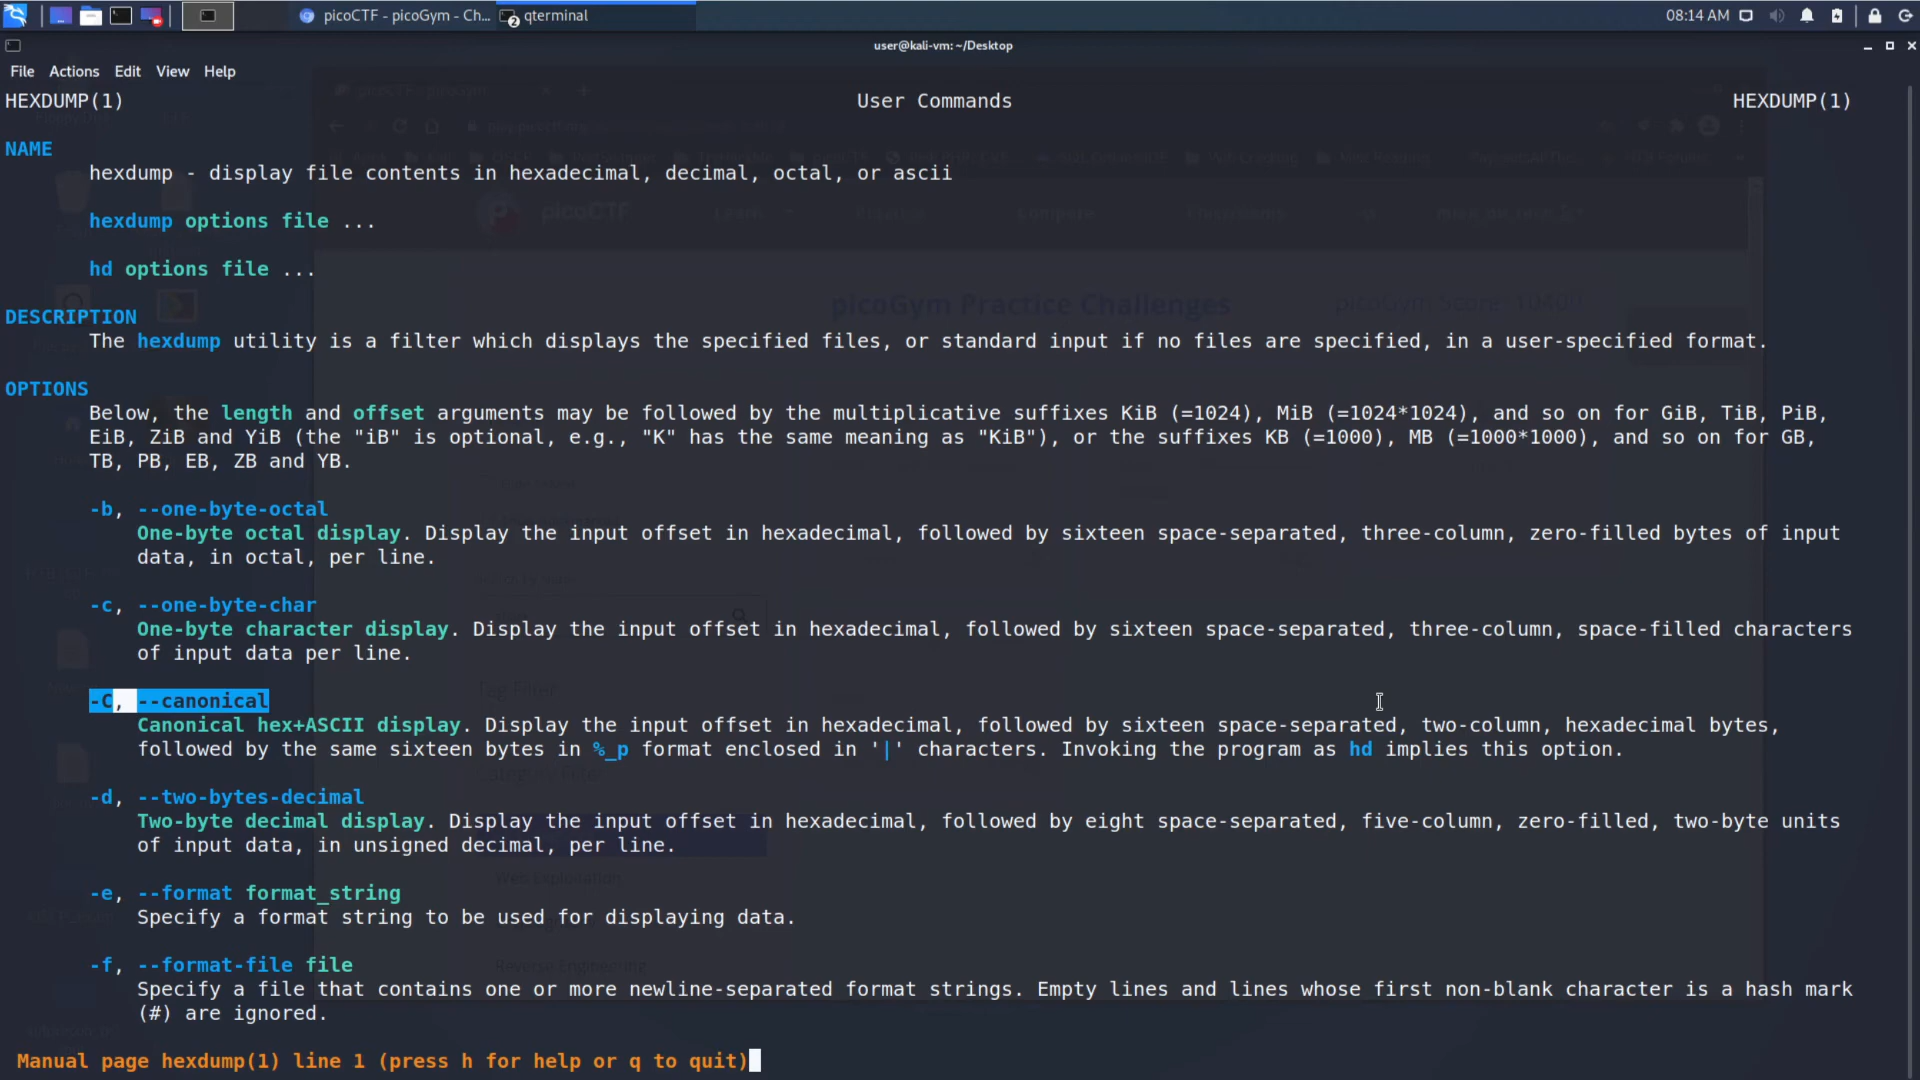 picoCTF - picoGym - Ch...
qterminal
08:14 AM
user@kali-vm: ~/Desktop
File Actions Edit View Help
HEXDUMP(1) User Commands HEXDUMP(1)
NAME
hexdump - display file contents in hexadecimal, decimal, octal, or ascii
hexdump options file ...
hd options file ...
picoCTF
picoGym Practice Challenges
picoGym Score: 10400
DESCRIPTION
The hexdump utility is a filter which displays the specified files, or standard input if no files are specified, in a user-specified format.
OPTIONS
Below, the length and offset arguments may be followed by the multiplicative suffixes KiB (=1024), MiB (=1024*1024), and so on for GiB, TiB, PiB,
EiB, ZiB and YiB (the "iB" is optional, e.g., "K" has the same meaning as "KiB"), or the suffixes KB (=1000), MB (=1000*1000), and so on for GB,
TB, PB, EB, ZB and YB.
-b, --one-byte-octal
One-byte octal display. Display the input offset in hexadecimal, followed by sixteen space-separated, three-column, zero-filled bytes of input
data, in octal, per line.
-c, --one-byte-char
One-byte character display. Display the input offset in hexadecimal, followed by sixteen space-separated, three-column, space-filled characters
of input data per line.
Tag Filter
-C, --canonical
Canonical hex+ASCII display. Display the input offset in hexadecimal, followed by sixteen space-separated, two-column, hexadecimal bytes,
followed by the same sixteen bytes in %_p format enclosed in '|' characters. Invoking the program as hd implies this option.
Category Filter
-d, --two-bytes-decimal
Two-byte decimal display. Display the input offset in hexadecimal, followed by eight space-separated, five-column, zero-filled, two-byte units
of input data, in unsigned decimal, per line.
Web Exploitation
-e, --format format_string
Specify a format string to be used for displaying data.
Reverse Engineering
-f, --format-file file
Specify a file that contains one or more newline-separated format strings. Empty lines and lines whose first non-blank character is a hash mark
(#) are ignored.
Manual page hexdump(1) line 1 (press h for help or q to quit)